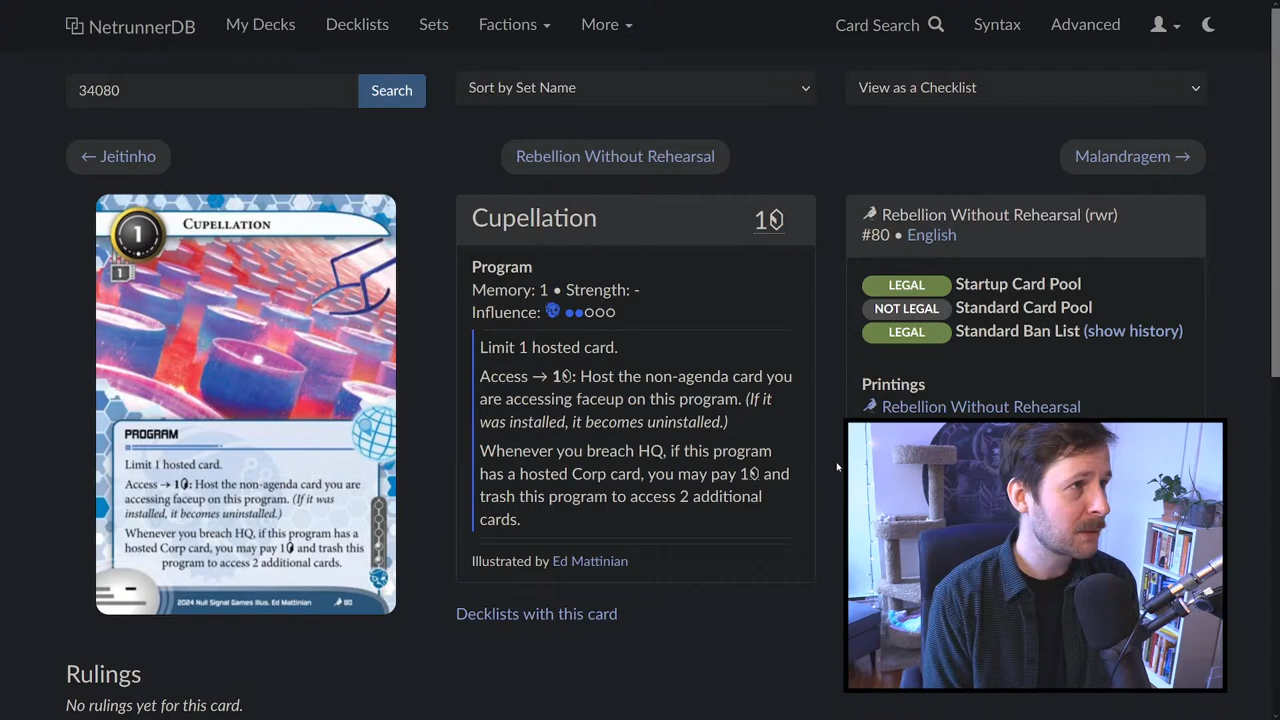 NetrunnerDB My Decks Decklists Sets Factions More Card Search Syntax Advanced
34080 Search Sort by Set Name View as a Checklist
← Jeitinho Rebellion Without Rehearsal Malandragem →
1
CUPELLATION
1
PROGRAM
Limit 1 hosted card.
Access → 1: Host the non-agenda card you are
accessing faceup on this program. (If it was
installed, it becomes uninstalled.)
Whenever you breach HQ, if this program has a
hosted Corp card, you may pay 1 and trash this
program to access 2 additional cards.
–
2024 Null Signal Games Illus. Ed Mattinian 80
Cupellation 1
Program
Memory: 1 • Strength: -
Influence:
Limit 1 hosted card.
Access → 1: Host the non-agenda card you
are accessing faceup on this program. (If it
was installed, it becomes uninstalled.)
Whenever you breach HQ, if this program
has a hosted Corp card, you may pay 1 and
trash this program to access 2 additional
cards.
Illustrated by Ed Mattinian
Decklists with this card
Rebellion Without Rehearsal (rwr)
#80 • English
LEGAL Startup Card Pool
NOT LEGAL Standard Card Pool
LEGAL Standard Ban List (show history)
Printings
Rebellion Without Rehearsal
Rulings
No rulings yet for this card.